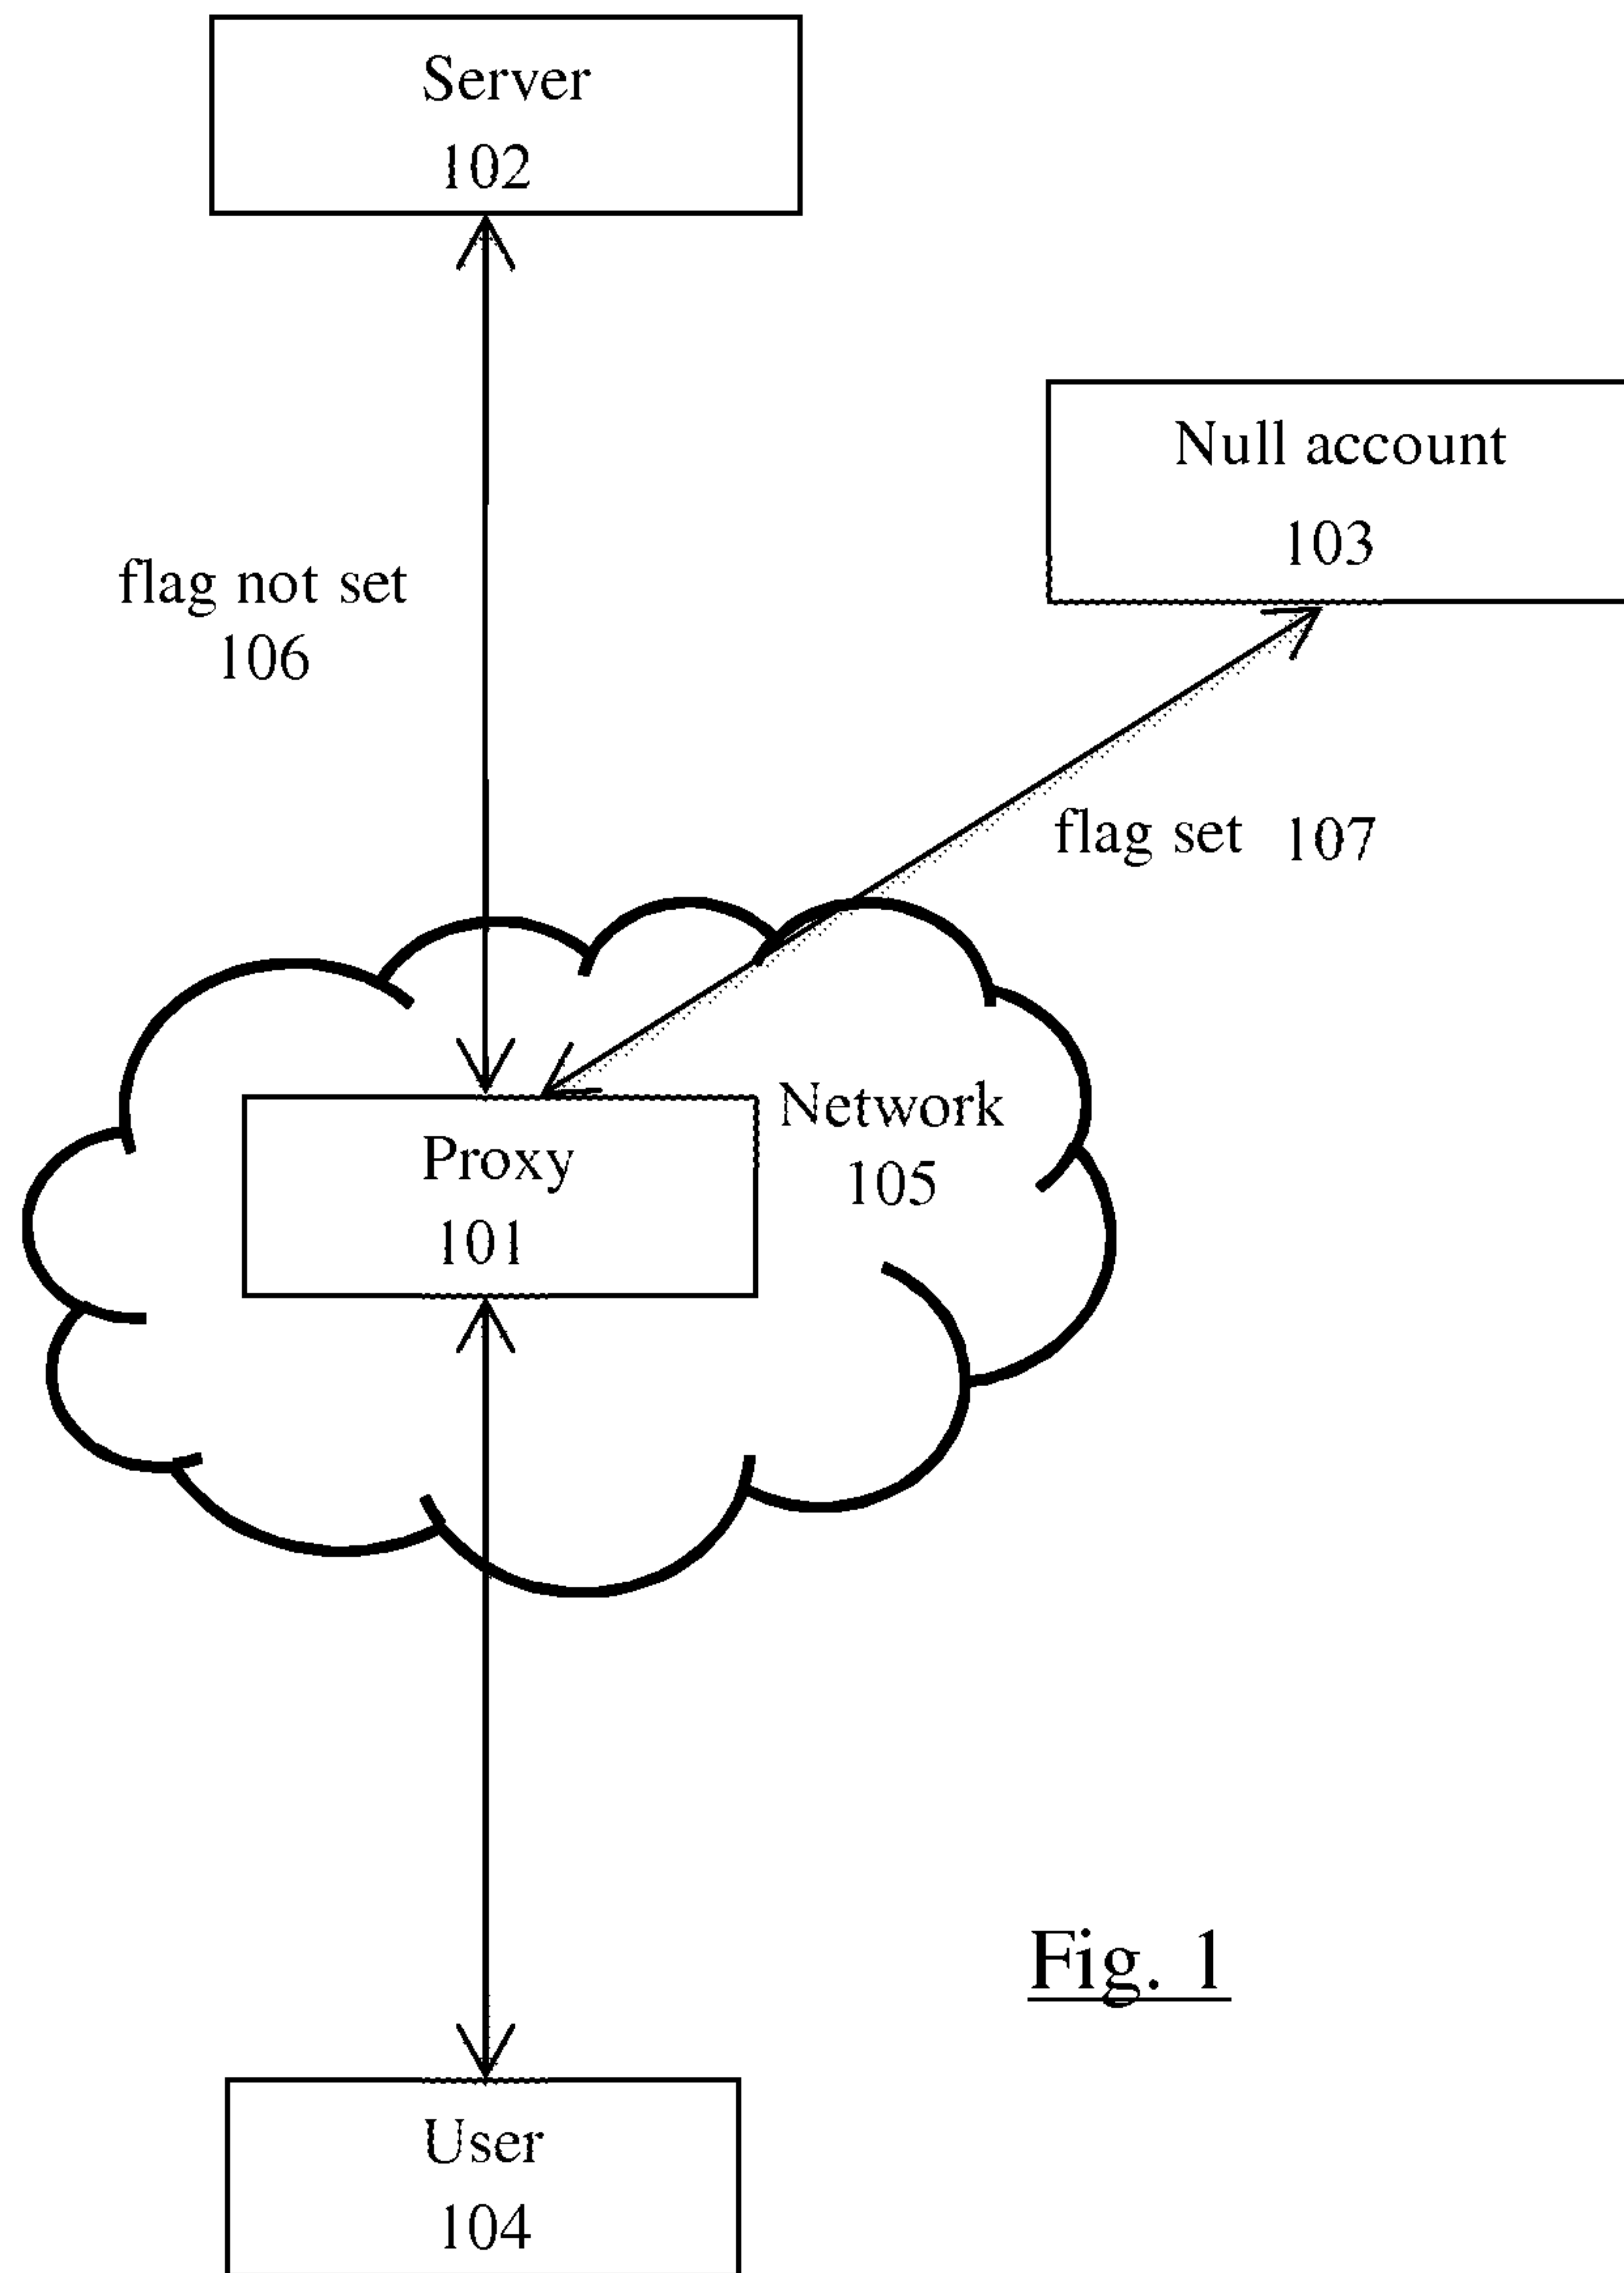 Server
102
Null account
103
flag not set
106
flag set 107
Network
105
Proxy
101
Fig. 1
User
104